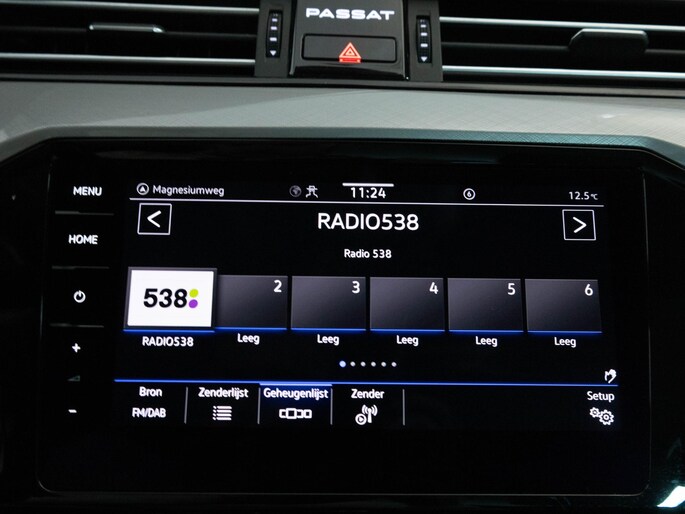 PASSAT
MENU
Magnesiumweg
11:24
6
12.5°C
HOME
RADIO538
Radio 538
538
2
3
4
5
6
RADIO538
Leeg
Leeg
Leeg
Leeg
Leeg
Bron
Zenderlijst
Geheugenlijst
Zender
Setup
FM/DAB